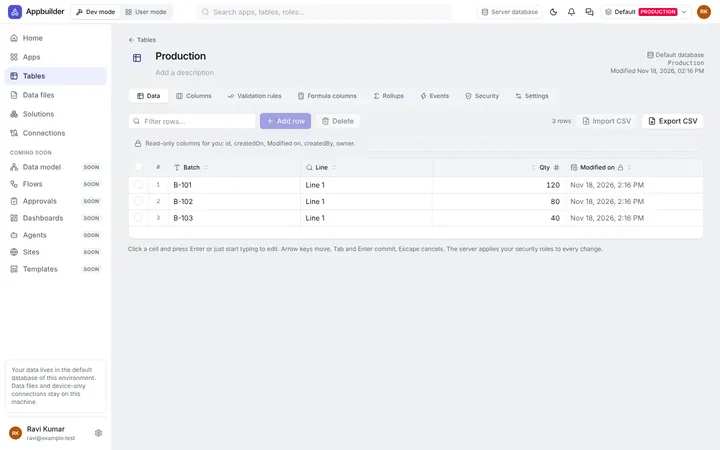 Appbuilder
Dev mode
User mode
Search apps, tables, roles...
Server database
Default PRODUCTION
RK
Home
Apps
Tables
Data files
Solutions
Connections
COMING SOON
Data model SOON
Flows SOON
Approvals SOON
Dashboards SOON
Agents SOON
Sites SOON
Templates SOON
Your data lives in the default
database of this environment.
Data files and device-only
connections stay on this
machine.
RK
Ravi Kumar
ravi@example.test
Tables
Production
Add a description
Default database
Production
Modified Nov 18, 2026, 02:16 PM
Data
Columns
Validation rules
Formula columns
Rollups
Events
Security
Settings
Filter rows...
Add row
Delete
3 rows
Import CSV
Export CSV
Read-only columns for you: id, createdOn, Modified on, createdBy, owner.
# Batch Line Qty # Modified on
1 B-101 Line 1 120 Nov 18, 2026, 2:16 PM
2 B-102 Line 1 80 Nov 18, 2026, 2:16 PM
3 B-103 Line 1 40 Nov 18, 2026, 2:16 PM
Click a cell and press Enter or just start typing to edit. Arrow keys move, Tab and Enter commit, Escape cancels. The server applies your security roles to every change.